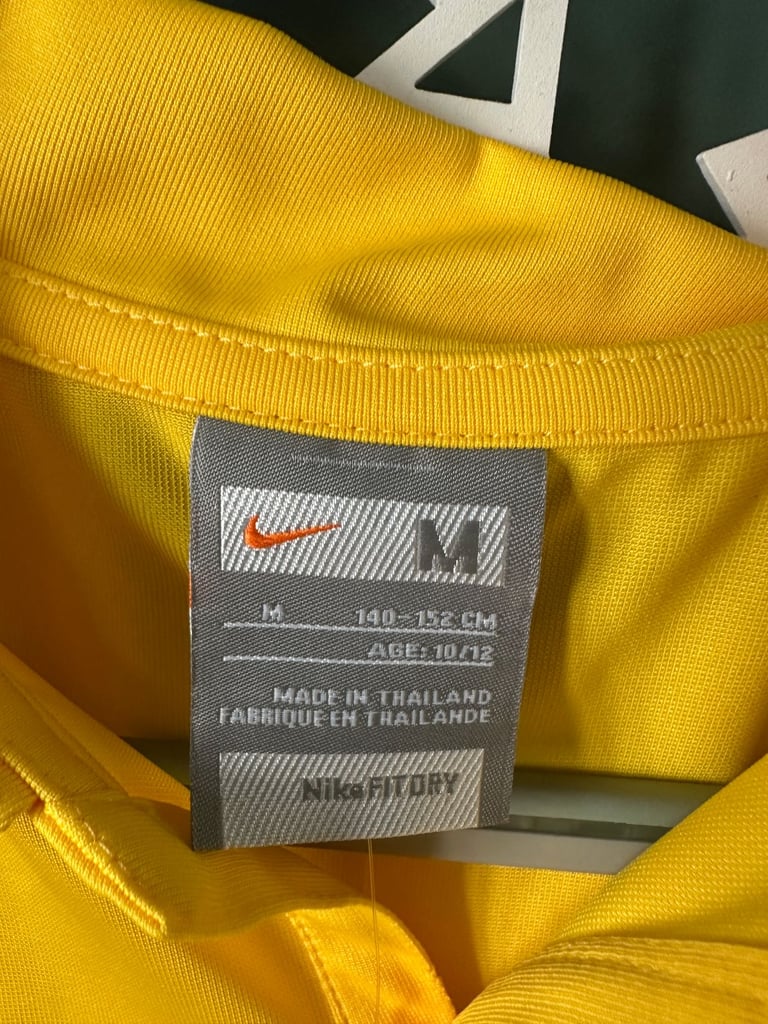 M
M 140-152 CM
AGE: 10/12
MADE IN THAILAND
FABRIQUE EN THAILANDE
Nike FIT DRY